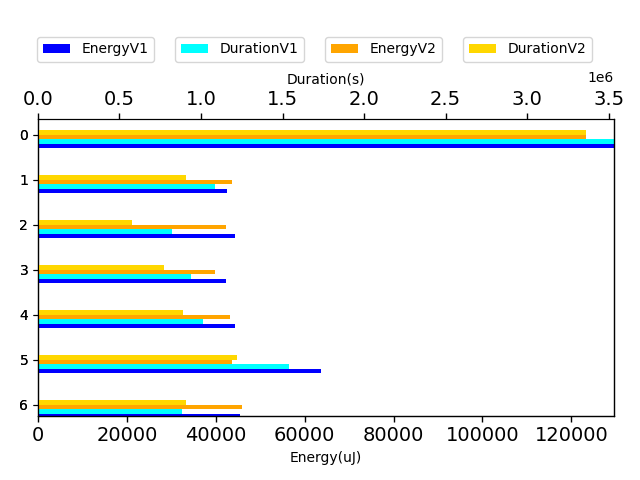 EnergyV1 DurationV1 EnergyV2 DurationV2
Duration(s)
1e6
0.0 0.5 1.0 1.5 2.0 2.5 3.0 3.5
0
1
2
3
4
5
6
0 20000 40000 60000 80000 100000 120000
Energy(uJ)